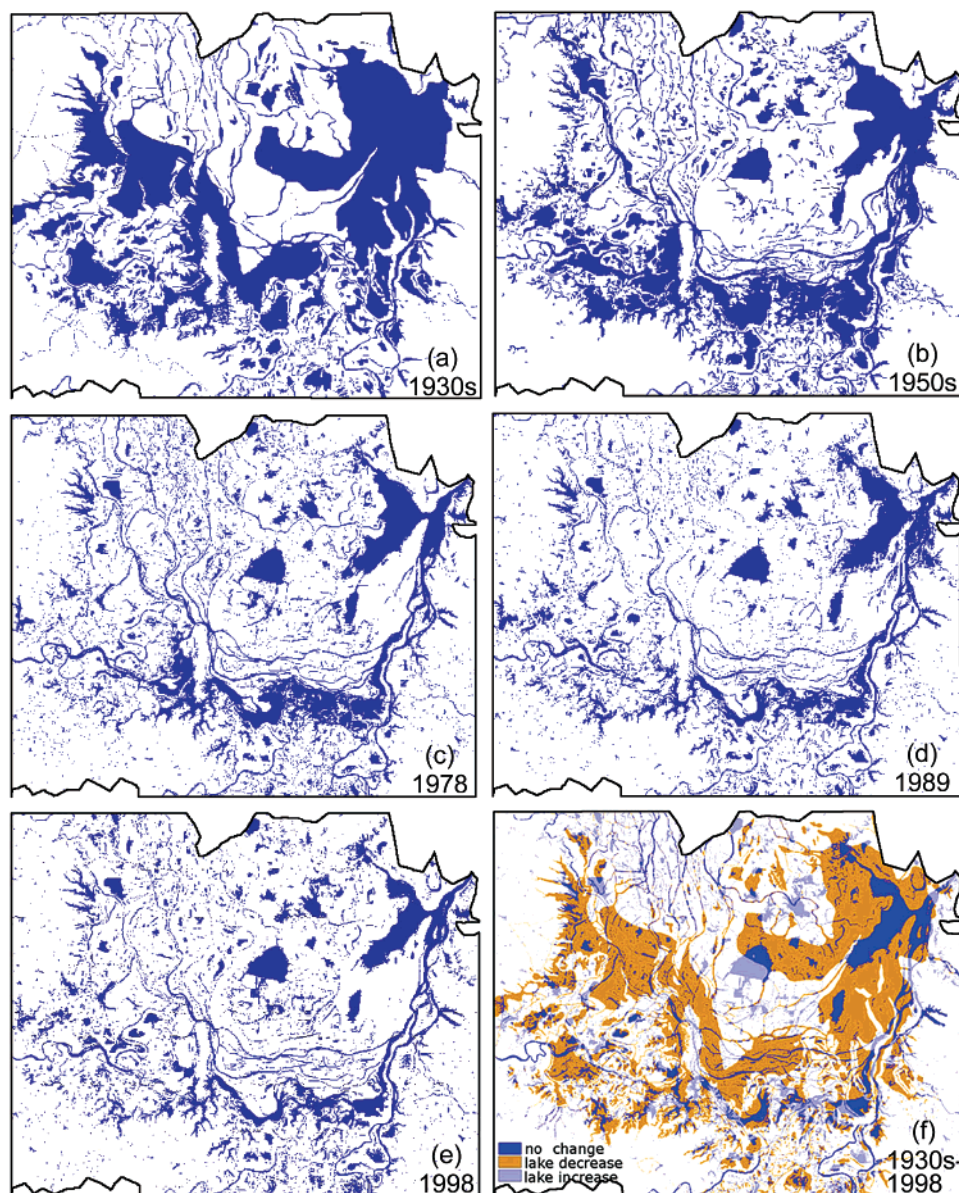 (a)
1930s
(b)
1950s
(c)
1978
(d)
1989
(e)
1998
(f)
1930s-
1998
no change
lake decrease
lake increase